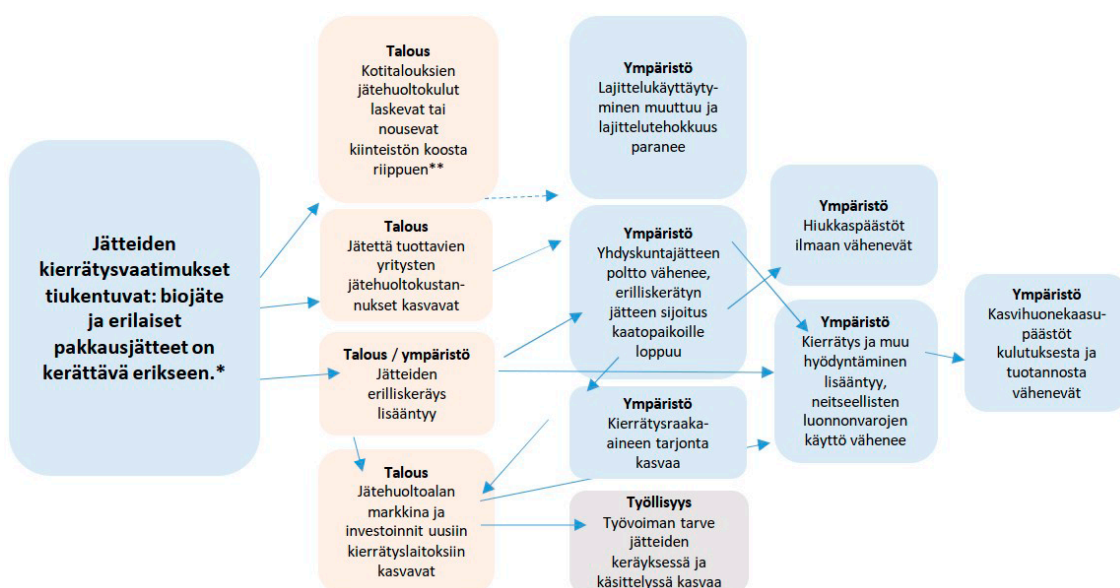 Jätteiden
kierrätysvaatimukset
tiukentuvat: biojäte
ja erilaiset
pakkausjätteet on
kerättävä erikseen.*
Talous
Kotitalouksien
jätehuoltokulut
laskevat tai
nousevat
kiinteistön koosta
riippuen**
Talous
Jätettä tuottavien
yritysten
jätehuoltokustan-
nukset kasvavat
Talous / ympäristö
Jätteiden
erilliskeräys
lisääntyy
Talous
Jätehuoltoalan
markkina ja
investoinnit uusiin
kierrätyslaitoksiin
kasvavat
Ympäristö
Lajittelukäyttäyty-
minen muuttuu ja
lajittelutehokkuus
paranee
Ympäristö
Yhdyskuntajätteen
poltto vähenee,
erilliskerätyn
jätteen sijoitus
kaatopaikoille
loppuu
Ympäristö
Kierrätysraaka-
aineen tarjonta
kasvaa
Työllisyys
Työvoiman tarve
jätteiden
keräyksessä ja
käsittelyssä kasvaa
Ympäristö
Hiukkaspäästöt
ilmaan vähenevät
Ympäristö
Kierrätys ja muu
hyödyntäminen
lisääntyy,
neitseellisten
luonnonvarojen
käyttö vähenee
Ympäristö
Kasvihuonekaasu-
päästöt
kulutuksesta ja
tuotannosta
vähenevät